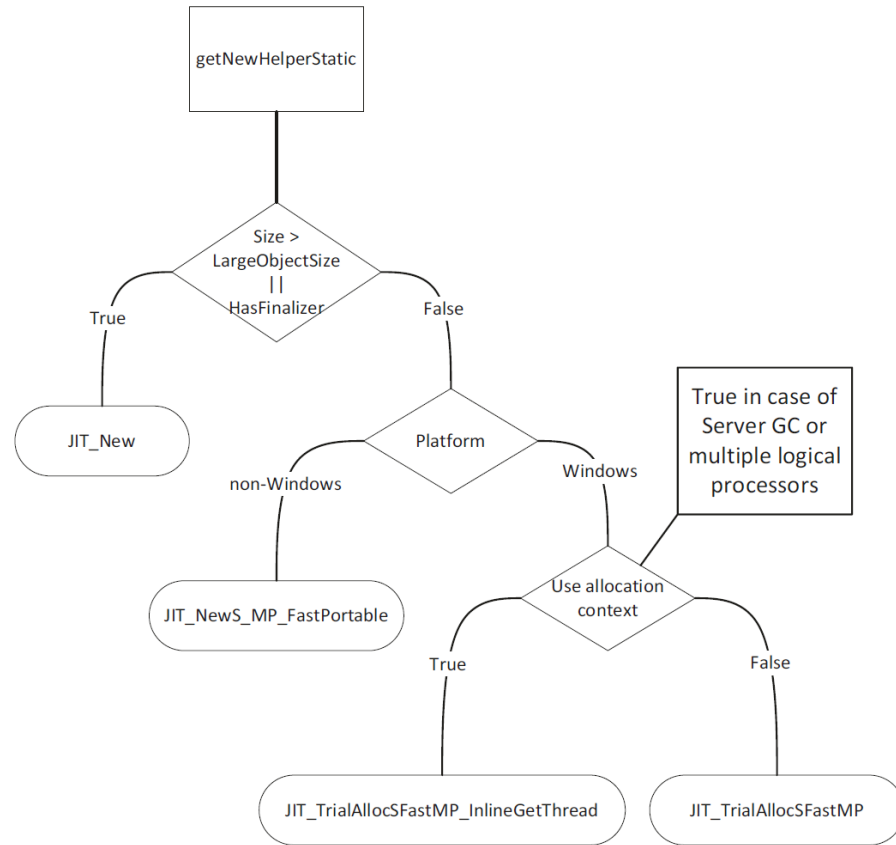 getNewHelperStatic
Size >
LargeObjectSize
||
HasFinalizer
True
False
JIT_New
Platform
True in case of
Server GC or
multiple logical
processors
non-Windows
Windows
JIT_NewS_MP_FastPortable
Use allocation
context
True
False
JIT_TrialAllocSFastMP_InlineGetThread
JIT_TrialAllocSFastMP